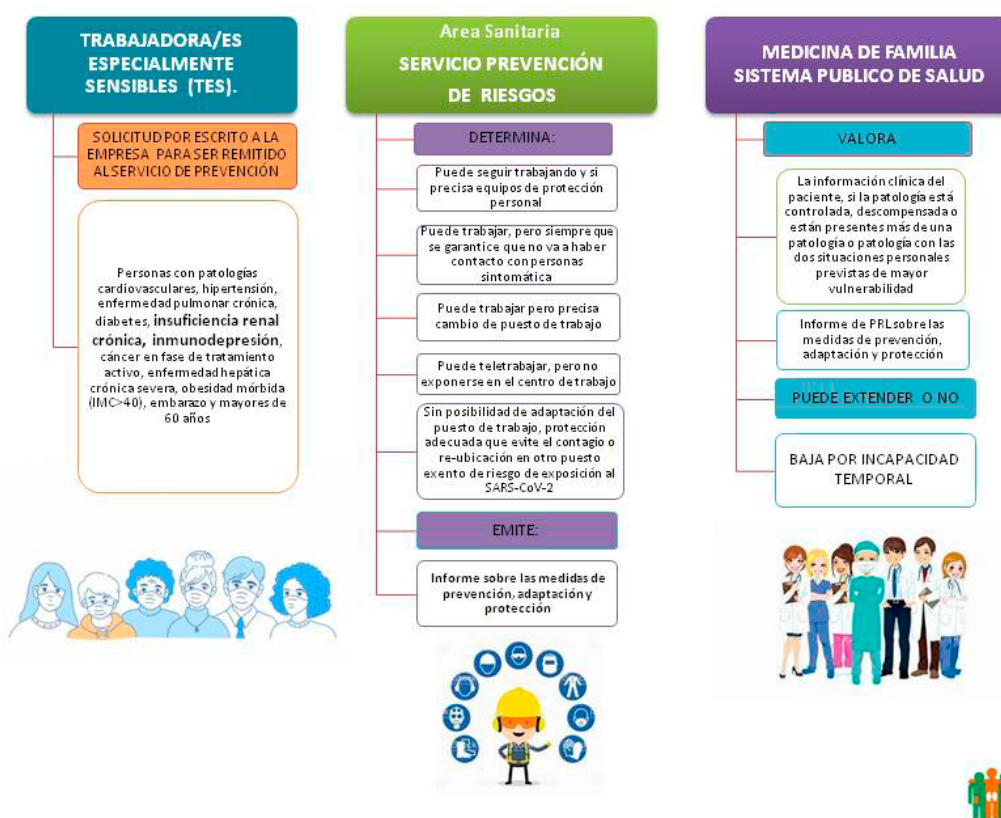 TRABAJADORA/ES
ESPECIALMENTE
SENSIBLES (TES).
SOLICITUD POR ESCRITO A LA
EMPRESA PARA SER REMITIDO
AL SERVICIO DE PREVENCIÓN
Personas con patologías
cardiovasculares, hipertensión,
enfermedad pulmonar crónica,
diabetes, insuficiencia renal
crónica, inmunodepresión,
cáncer en fase de tratamiento
activo, enfermedad hepática
crónica severa, obesidad mórbida
(IMC>40), embarazo y mayores de
60 años
Area Sanitaria
SERVICIO PREVENCIÓN
DE RIESGOS
DETERMINA:
Puede seguir trabajando y si
precisa equipos de protección
personal
Puede trabajar, pero siempre que
se garantice que no va a haber
contacto con personas
sintomática
Puede trabajar pero precisa
cambio de puesto de trabajo
Puede teletrabajar, pero no
exponerse en el centro de trabajo
Sin posibilidad de adaptación del
puesto de trabajo, protección
adecuada que evite el contagio o
re-ubicación en otro puesto
exento de riesgo de exposición al
SARS-CoV-2
EMITE:
Informe sobre las medidas de
prevención, adaptación y
protección
MEDICINA DE FAMILIA
SISTEMA PUBLICO DE SALUD
VALORA
La información clínica del
paciente, si la patología está
controlada, descompensada o
están presentes más de una
patología o patología con las
dos situaciones personales
previstas de mayor
vulnerabilidad
Informe de PRL sobre las
medidas de prevención,
adaptación y protección
PUEDE EXTENDER O NO
BAJA POR INCAPACIDAD
TEMPORAL